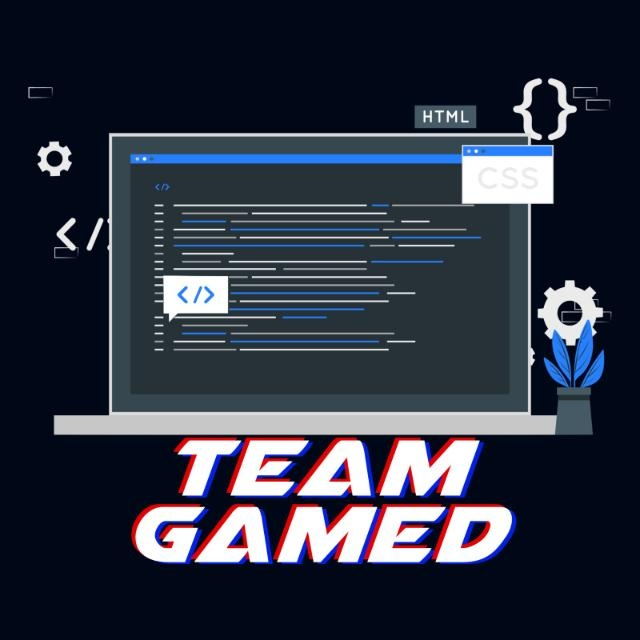 {}
HTML
CSS
</>
</
</>
TEAM
GAMED